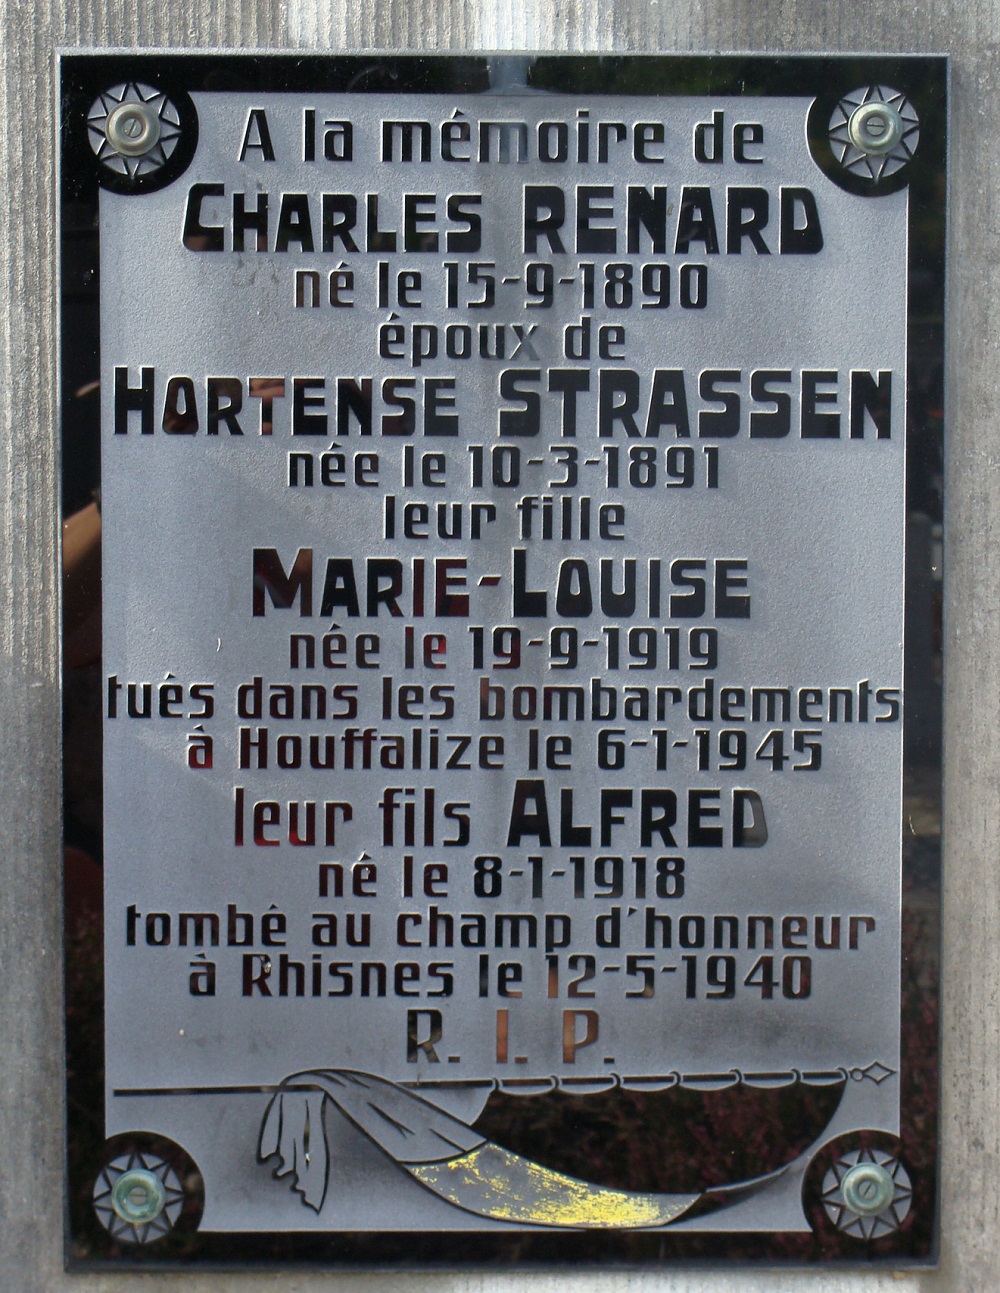 A la mémoire de
CHARLES RENARD
né le 15-9-1890
époux de
HORTENSE STRASSEN
née le 10-3-1891
leur fille
MARIE-LOUISE
née le 19-9-1919
tués dans les bombardements
à Houffalize le 6-1-1945
leur fils ALFRED
né le 8-1-1918
tombé au champ d'honneur
à Rhisnes le 12-5-1940
R. I. P.